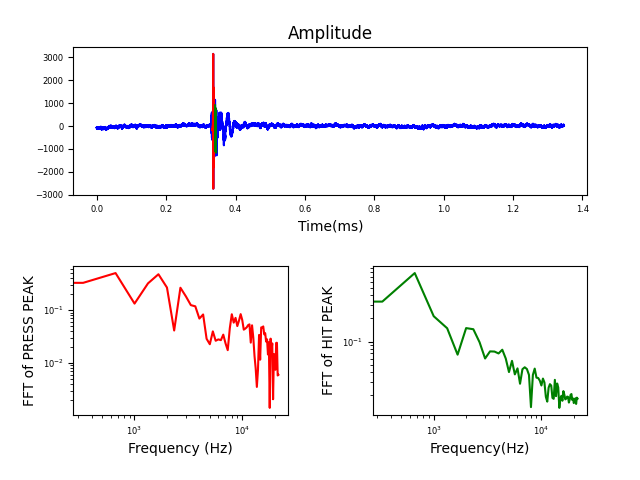 Amplitude
3000
2000
1000
0
−1000
−2000
−3000
0.0 0.2 0.4 0.6 0.8 1.0 1.2 1.4
Time(ms)
FFT of PRESS PEAK
10⁻¹
10⁻²
10³ 10⁴
Frequency (Hz)
FFT of HIT PEAK
10⁻¹
10³ 10⁴
Frequency(Hz)